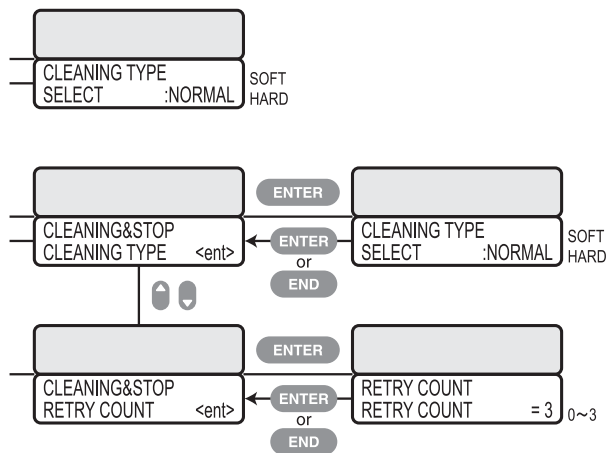 CLEANING TYPE
SELECT :NORMAL
SOFT
HARD
ENTER
CLEANING&STOP
CLEANING TYPE <ent>
ENTER
or
END
CLEANING TYPE
SELECT :NORMAL
SOFT
HARD
ENTER
CLEANING&STOP
RETRY COUNT <ent>
ENTER
or
END
RETRY COUNT
RETRY COUNT = 3
0~3